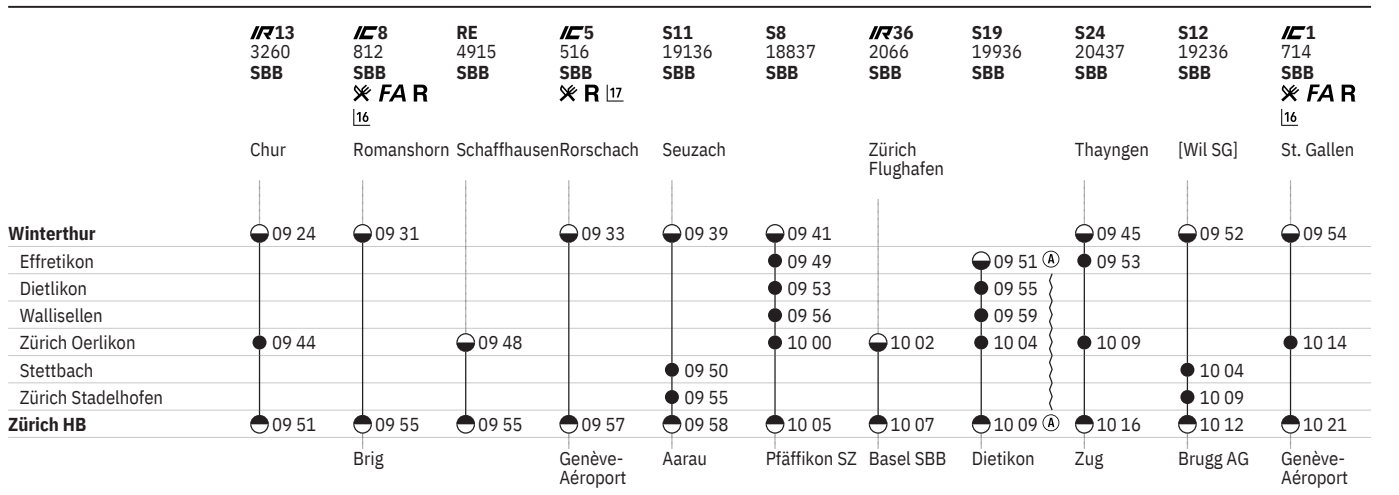 IR13 IC8 RE IC5 S11 S8 IR36 S19 S24 S12 IC1
3260 812 4915 516 19136 18837 2066 19936 20437 19236 714
SBB SBB SBB SBB SBB SBB SBB SBB SBB SBB SBB
FA R R 17 FA R
16 16
Chur Romanshorn Schaffhausen Rorschach Seuzach Zürich Thayngen [Wil SG] St. Gallen
Flughafen
Winterthur 09 24 09 31 09 33 09 39 09 41 09 45 09 52 09 54
Effretikon 09 49 09 51 A 09 53
Dietlikon 09 53 09 55
Wallisellen 09 56 09 59
Zürich Oerlikon 09 44 09 48 10 00 10 02 10 04 10 09 10 14
Stettbach 09 50 10 04
Zürich Stadelhofen 09 55 10 09
Zürich HB 09 51 09 55 09 55 09 57 09 58 10 05 10 07 10 09 A 10 16 10 12 10 21
Brig Genève- Aarau Pfäffikon SZ Basel SBB Dietikon Zug Brugg AG Genève-
Aéroport Aéroport